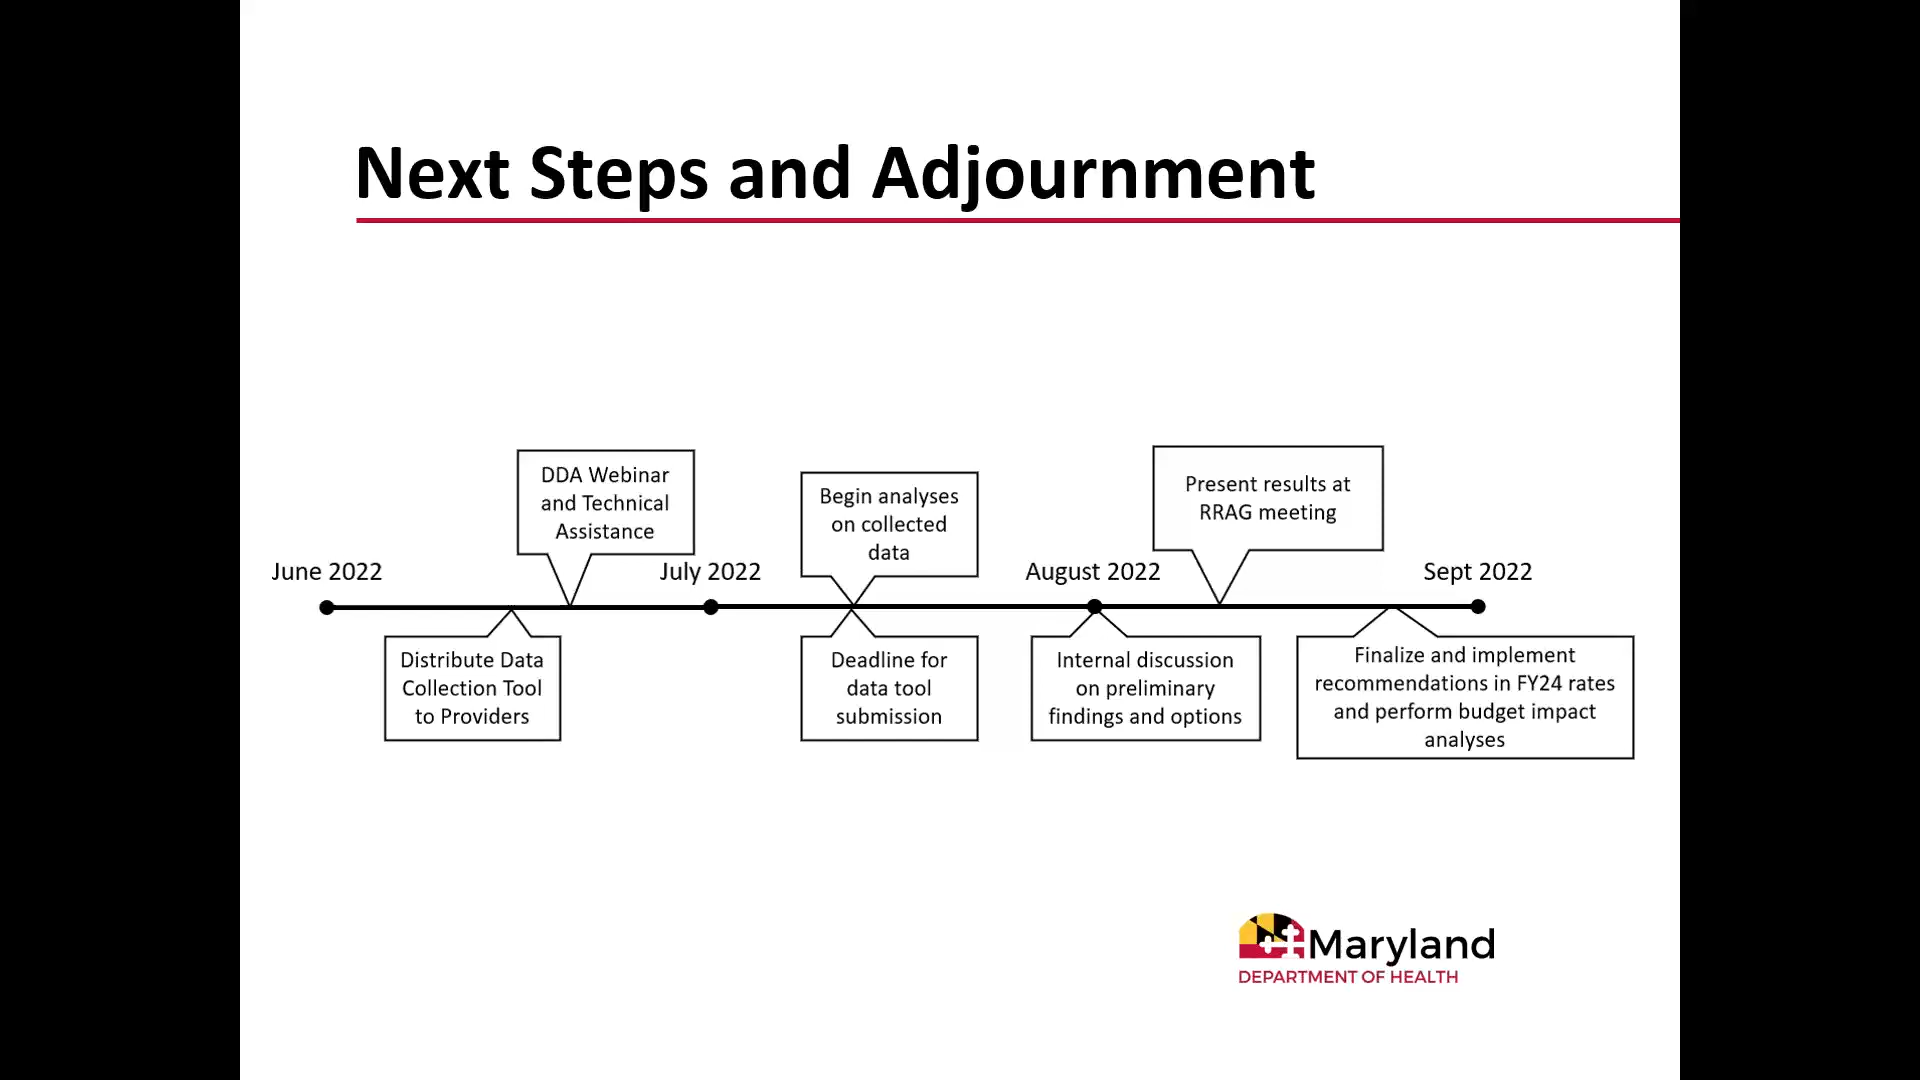 Next Steps and Adjournment
DDA Webinar
and Technical
Assistance
Begin analyses
on collected
data
Present results at
RRAG meeting
June 2022
July 2022
August 2022
Sept 2022
Distribute Data
Collection Tool
to Providers
Deadline for
data tool
submission
Internal discussion
on preliminary
findings and options
Finalize and implement
recommendations in FY24 rates
and perform budget impact
analyses
Maryland
DEPARTMENT OF HEALTH